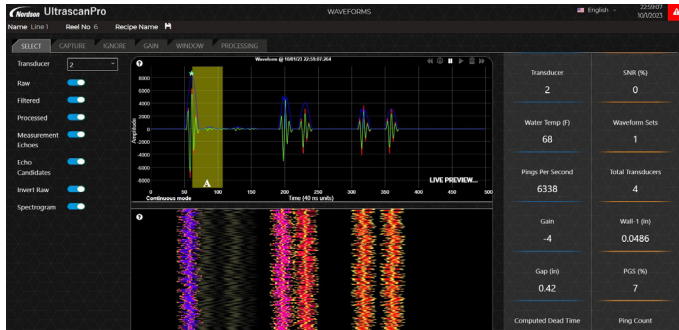 Nordson UltrascanPro
WAVEFORMS
English
22:59:07
10/1/2023
Name Line 1 Reel No 6 Recipe Name
SELECT CAPTURE IGNORE GAIN WINDOW PROCESSING
Transducer 2
Raw
Filtered
Processed
Measurement
Echoes
Echo
Candidates
Invert Raw
Spectrogram
Waveform @ 10/01/23 22:59:07.264
Amplitude
8000
6000
4000
2000
0
-2000
-4000
-6000
-8000
A
LIVE PREVIEW...
0 50 100 150 200 250 300 350 400 450 500
Continuous mode
Time (40 ns units)
Transducer
2
SNR (%)
0
Water Temp (F)
68
Waveform Sets
1
Pings Per Second
6338
Total Transducers
4
Gain
-4
Wall-1 (in)
0.0486
Gap (in)
0.42
PGS (%)
7
Computed Dead Time
Ping Count